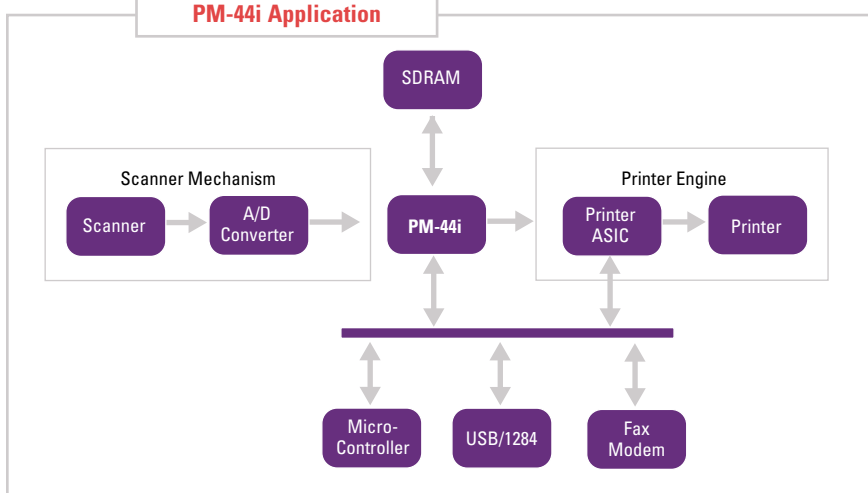 PM-44i Application
SDRAM
Scanner Mechanism
Printer Engine
Scanner
A/D
Converter
PM-44i
Printer
ASIC
Printer
Micro-
Controller
USB/1284
Fax
Modem